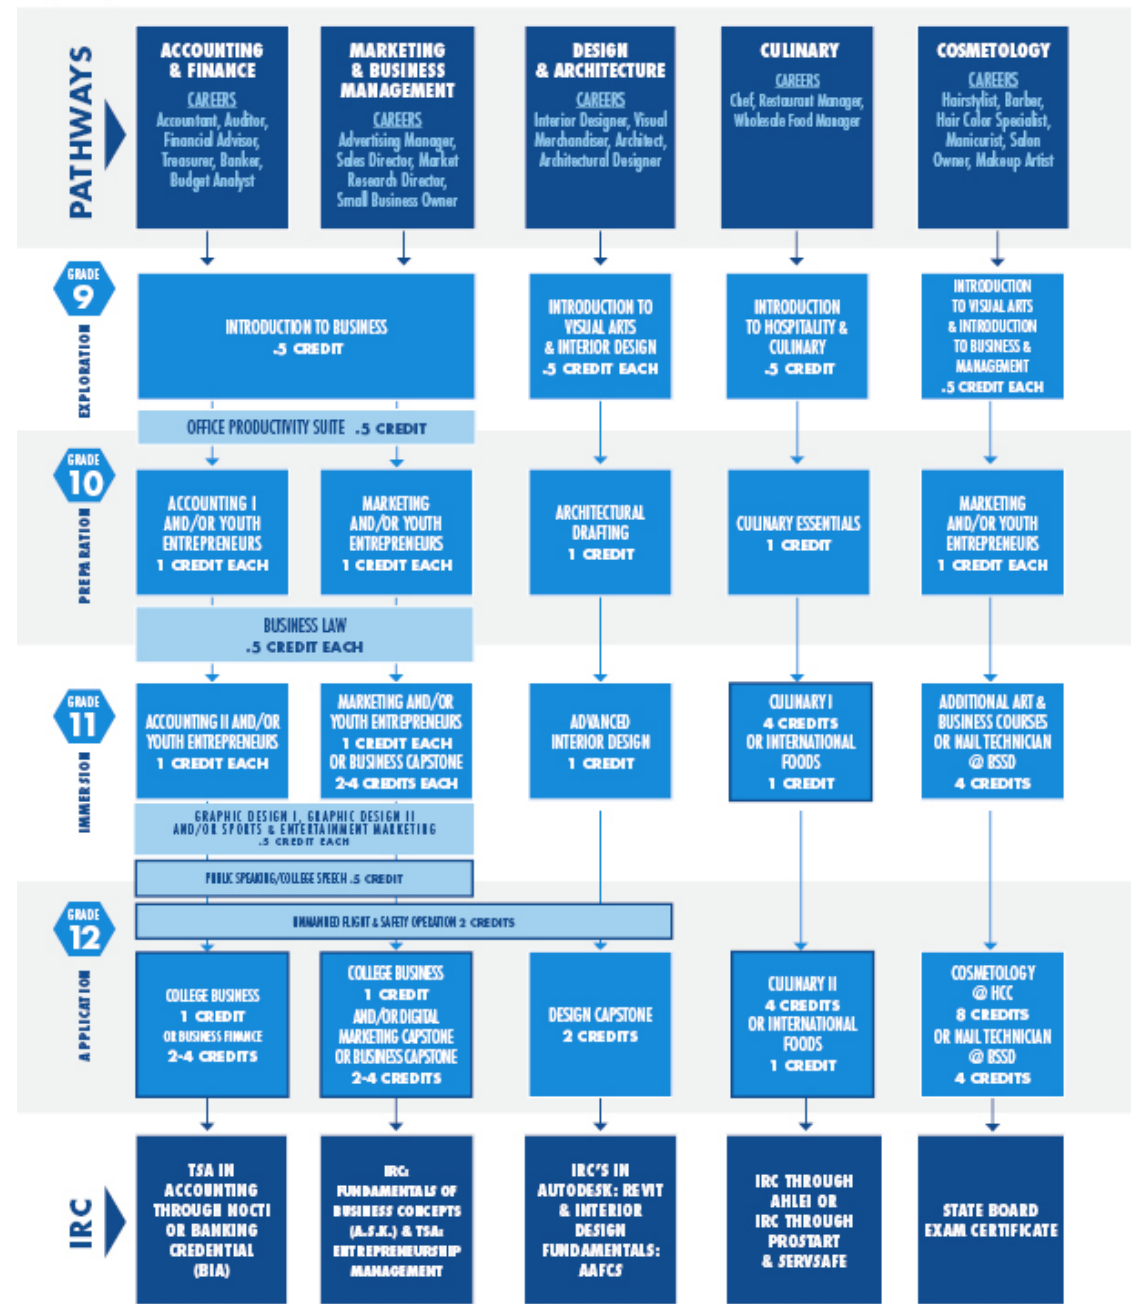 PATHWAYS
ACCOUNTING
& FINANCE
CAREERS
Accountant, Auditor,
Financial Advisor,
Treasurer, Banker,
Budget Analyst
MARKETING
& BUSINESS
MANAGEMENT
CAREERS
Advertising Manager,
Sales Director, Market
Research Director,
Small Business Owner
DESIGN
& ARCHITECTURE
CAREERS
Interior Designer, Visual
Merchandiser, Architect,
Architectural Designer
CULINARY
CAREERS
Chef, Restaurant Manager,
Wholesale Food Manager
COSMETOLOGY
CAREERS
Hairstylist, Barber,
Hair Color Specialist,
Manicurist, Salon
Owner, Makeup Artist
GRADE
9
EXPLORATION
INTRODUCTION TO BUSINESS
.5 CREDIT
INTRODUCTION TO
VISUAL ARTS
& INTERIOR DESIGN
.5 CREDIT EACH
INTRODUCTION
TO HOSPITALITY &
CULINARY
.5 CREDIT
INTRODUCTION
TO VISUAL ARTS
& INTRODUCTION
TO BUSINESS &
MANAGEMENT
.5 CREDIT EACH
OFFICE PRODUCTIVITY SUITE .5 CREDIT
GRADE
10
PREPARATION
ACCOUNTING I
AND/OR YOUTH
ENTREPRENEURS
1 CREDIT EACH
MARKETING
AND/OR YOUTH
ENTREPRENEURS
1 CREDIT EACH
ARCHITECTURAL
DRAFTING
1 CREDIT
CULINARY ESSENTIALS
1 CREDIT
MARKETING
AND/OR YOUTH
ENTREPRENEURS
1 CREDIT EACH
BUSINESS LAW
.5 CREDIT EACH
GRADE
11
IMMERSION
ACCOUNTING II AND/OR
YOUTH ENTREPRENEURS
1 CREDIT EACH
MARKETING AND/OR
YOUTH ENTREPRENEURS
1 CREDIT EACH
OR BUSINESS CAPSTONE
2-4 CREDITS EACH
ADVANCED
INTERIOR DESIGN
1 CREDIT
CULINARY I
4 CREDITS
OR INTERNATIONAL
FOODS
1 CREDIT
ADDITIONAL ART &
BUSINESS COURSES
OR NAIL TECHNICIAN
@ BSSD
4 CREDITS
GRAPHIC DESIGN I, GRAPHIC DESIGN II
AND/OR SPORTS & ENTERTAINMENT MARKETING
.5 CREDIT EACH
PUBLIC SPEAKING/COLLEGE SPEECH .5 CREDIT
UNMANNED FLIGHT & SAFETY OPERATION 2 CREDITS
GRADE
12
APPLICATION
COLLEGE BUSINESS
1 CREDIT
OR BUSINESS FINANCE
2-4 CREDITS
COLLEGE BUSINESS
1 CREDIT
AND/OR DIGITAL
MARKETING CAPSTONE
OR BUSINESS CAPSTONE
2-4 CREDITS
DESIGN CAPSTONE
2 CREDITS
CULINARY II
4 CREDITS
OR INTERNATIONAL
FOODS
1 CREDIT
COSMETOLOGY
@ HCC
8 CREDITS
OR NAIL TECHNICIAN
@ BSSD
4 CREDITS
IRC
TSA IN
ACCOUNTING
THROUGH NOCTI
OR BANKING
CREDENTIAL
(BIA)
IRC:
FUNDAMENTALS OF
BUSINESS CONCEPTS
(A.S.K.) & TSA:
ENTREPRENEURSHIP
MANAGEMENT
IRC'S IN
AUTODESK: REVIT
& INTERIOR
DESIGN
FUNDAMENTALS:
AAFCS
IRC THROUGH
AHLEI OR
IRC THROUGH
PROSTART
& SERVSAFE
STATE BOARD
EXAM CERTIFICATE